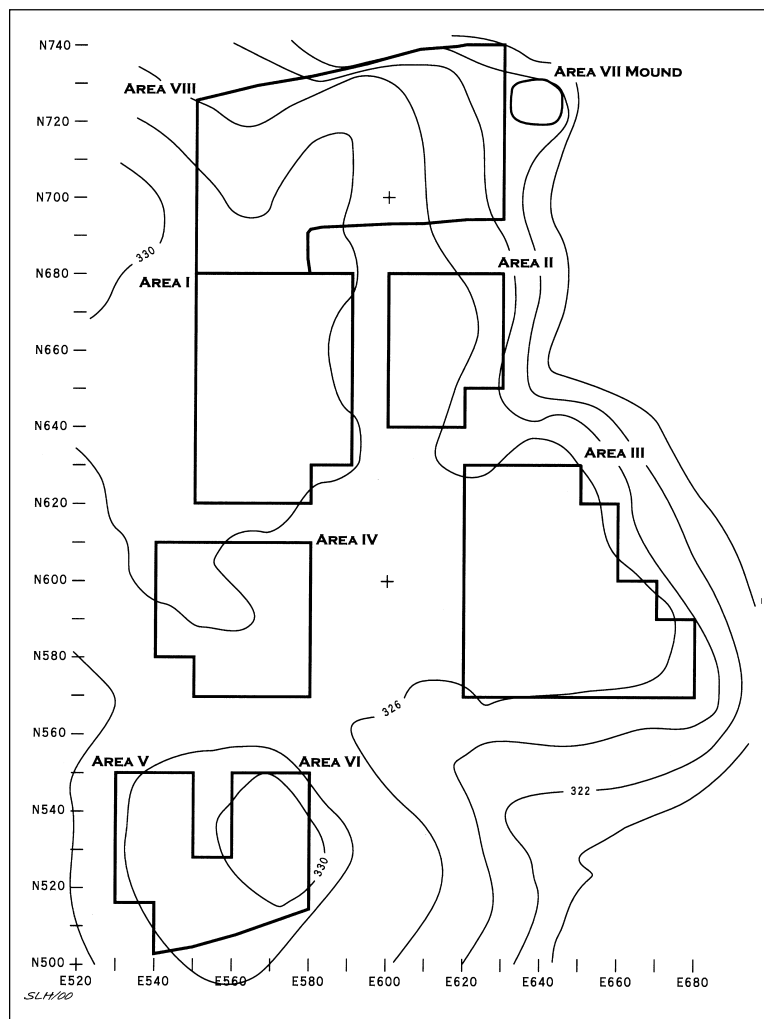 N740
AREA VII MOUND
AREA VIII
N720
N700
330
N680
AREA I
AREA II
N660
N640
AREA III
N620
AREA IV
N600
N580
326
N560
AREA V
AREA VI
322
N540
330
N520
N500
E520
E540
E560
E580
E600
E620
E640
E660
E680
SLH/00